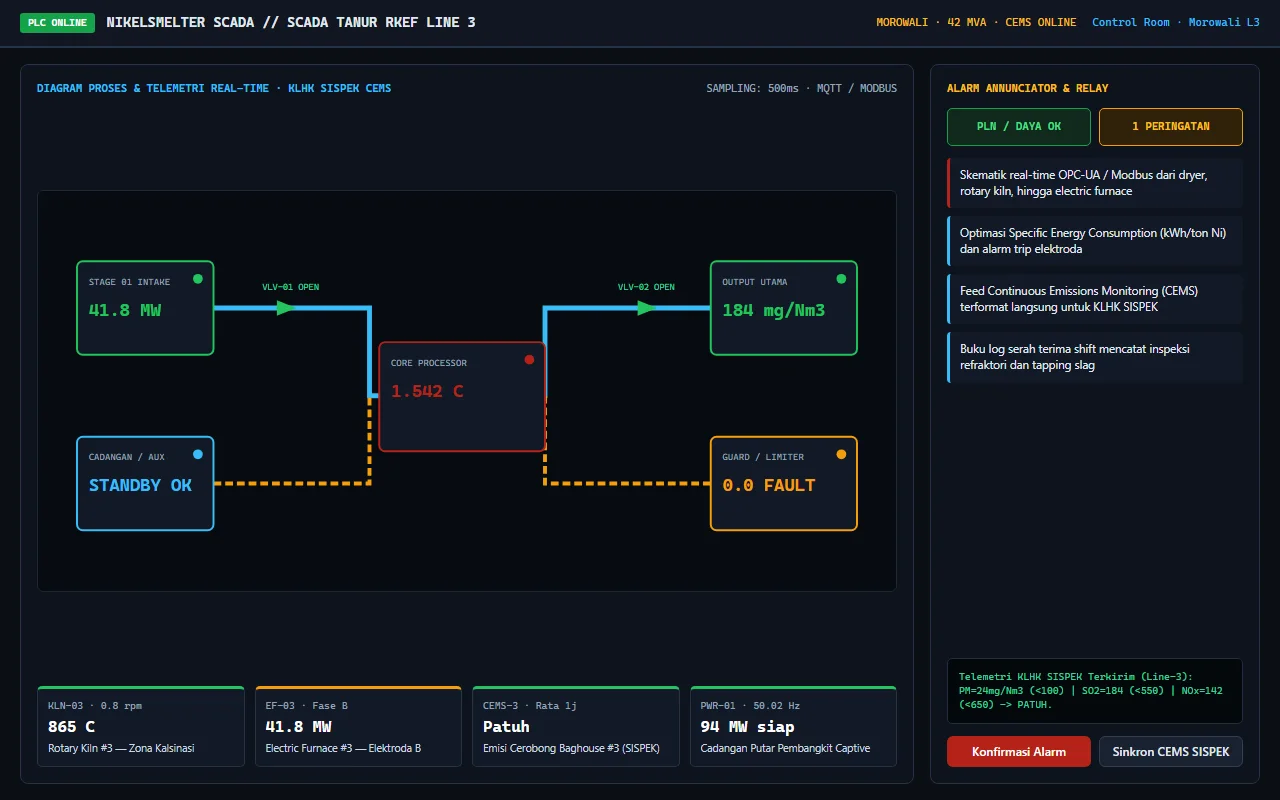 PLC ONLINE
NIKELSMELTER SCADA // SCADA TANUR RKEF LINE 3
MOROWALI · 42 MVA · CEMS ONLINE
Control Room · Morowali L3
DIAGRAM PROSES & TELEMETRI REAL-TIME · KLHK SISPEK CEMS
SAMPLING: 500ms · MQTT / MODBUS
STAGE 01 INTAKE
41.8 MW
VLV-01 OPEN
VLV-02 OPEN
OUTPUT UTAMA
184 mg/Nm3
CORE PROCESSOR
1.542 C
CADANGAN / AUX
STANDBY OK
GUARD / LIMITER
0.0 FAULT
KLN-03 · 0.8 rpm
865 C
Rotary Kiln #3 — Zona Kalsinasi
EF-03 · Fase B
41.8 MW
Electric Furnace #3 — Elektroda B
CEMS-3 · Rata 1j
Patuh
Emisi Cerobong Baghouse #3 (SISPEK)
PWR-01 · 50.02 Hz
94 MW siap
Cadangan Putar Pembangkit Captive
ALARM ANNUNCIATOR & RELAY
PLN / DAYA OK
1 PERINGATAN
Skematik real-time OPC-UA / Modbus dari dryer,
rotary kiln, hingga electric furnace
Optimasi Specific Energy Consumption (kWh/ton Ni)
dan alarm trip elektroda
Feed Continuous Emissions Monitoring (CEMS)
terformat langsung untuk KLHK SISPEK
Buku log serah terima shift mencatat inspeksi
refraktori dan tapping slag
Telemetri KLHK SISPEK Terkirim (Line-3):
PM=24mg/Nm3 (<100) | SO2=184 (<550) | NOx=142
(<650) -> PATUH.
Konfirmasi Alarm
Sinkron CEMS SISPEK